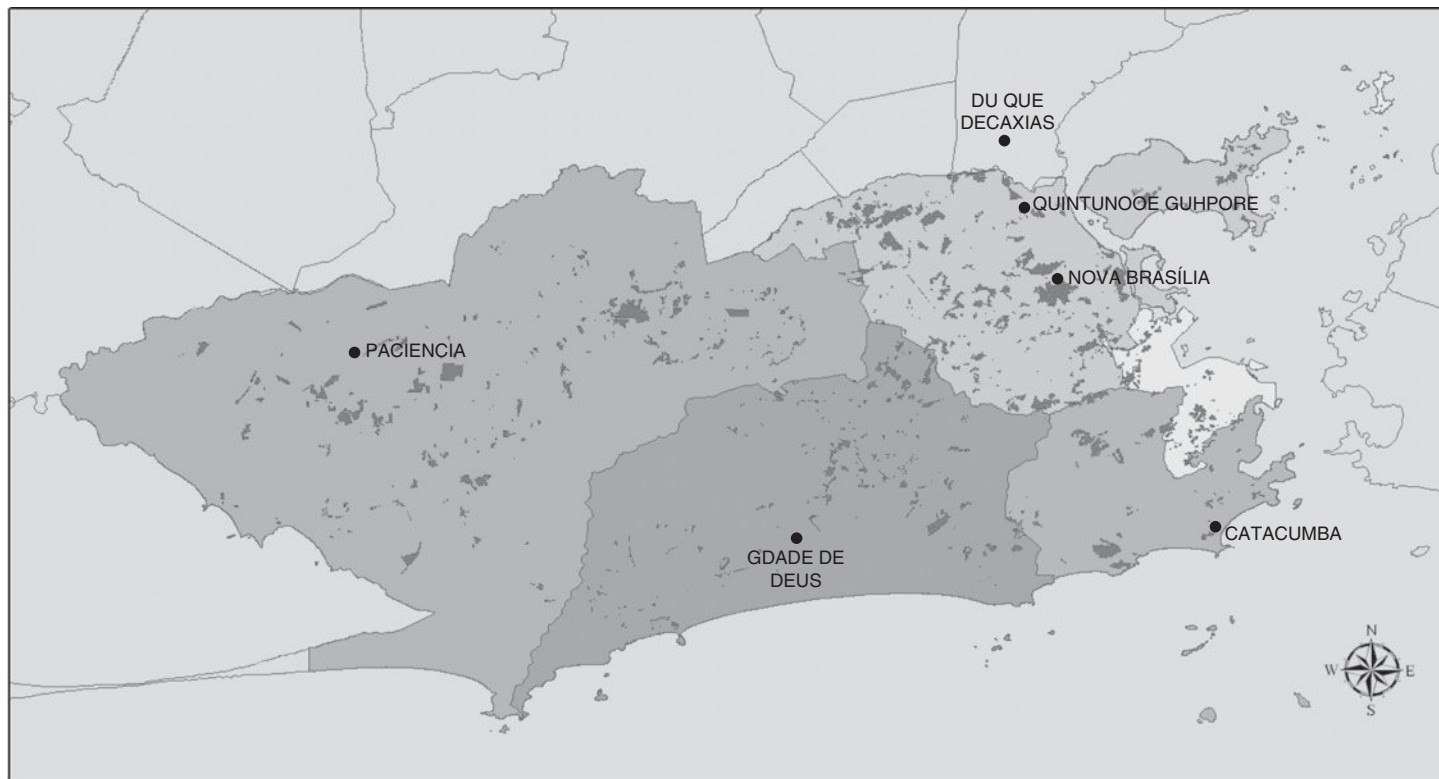 DU QUE
DECAXIAS
QUINTUNOOE GUHPORE
NOVA BRASÍLIA
PACIENCIA
CATACUMBA
GDADE DE
DEUS
N
W
E
S